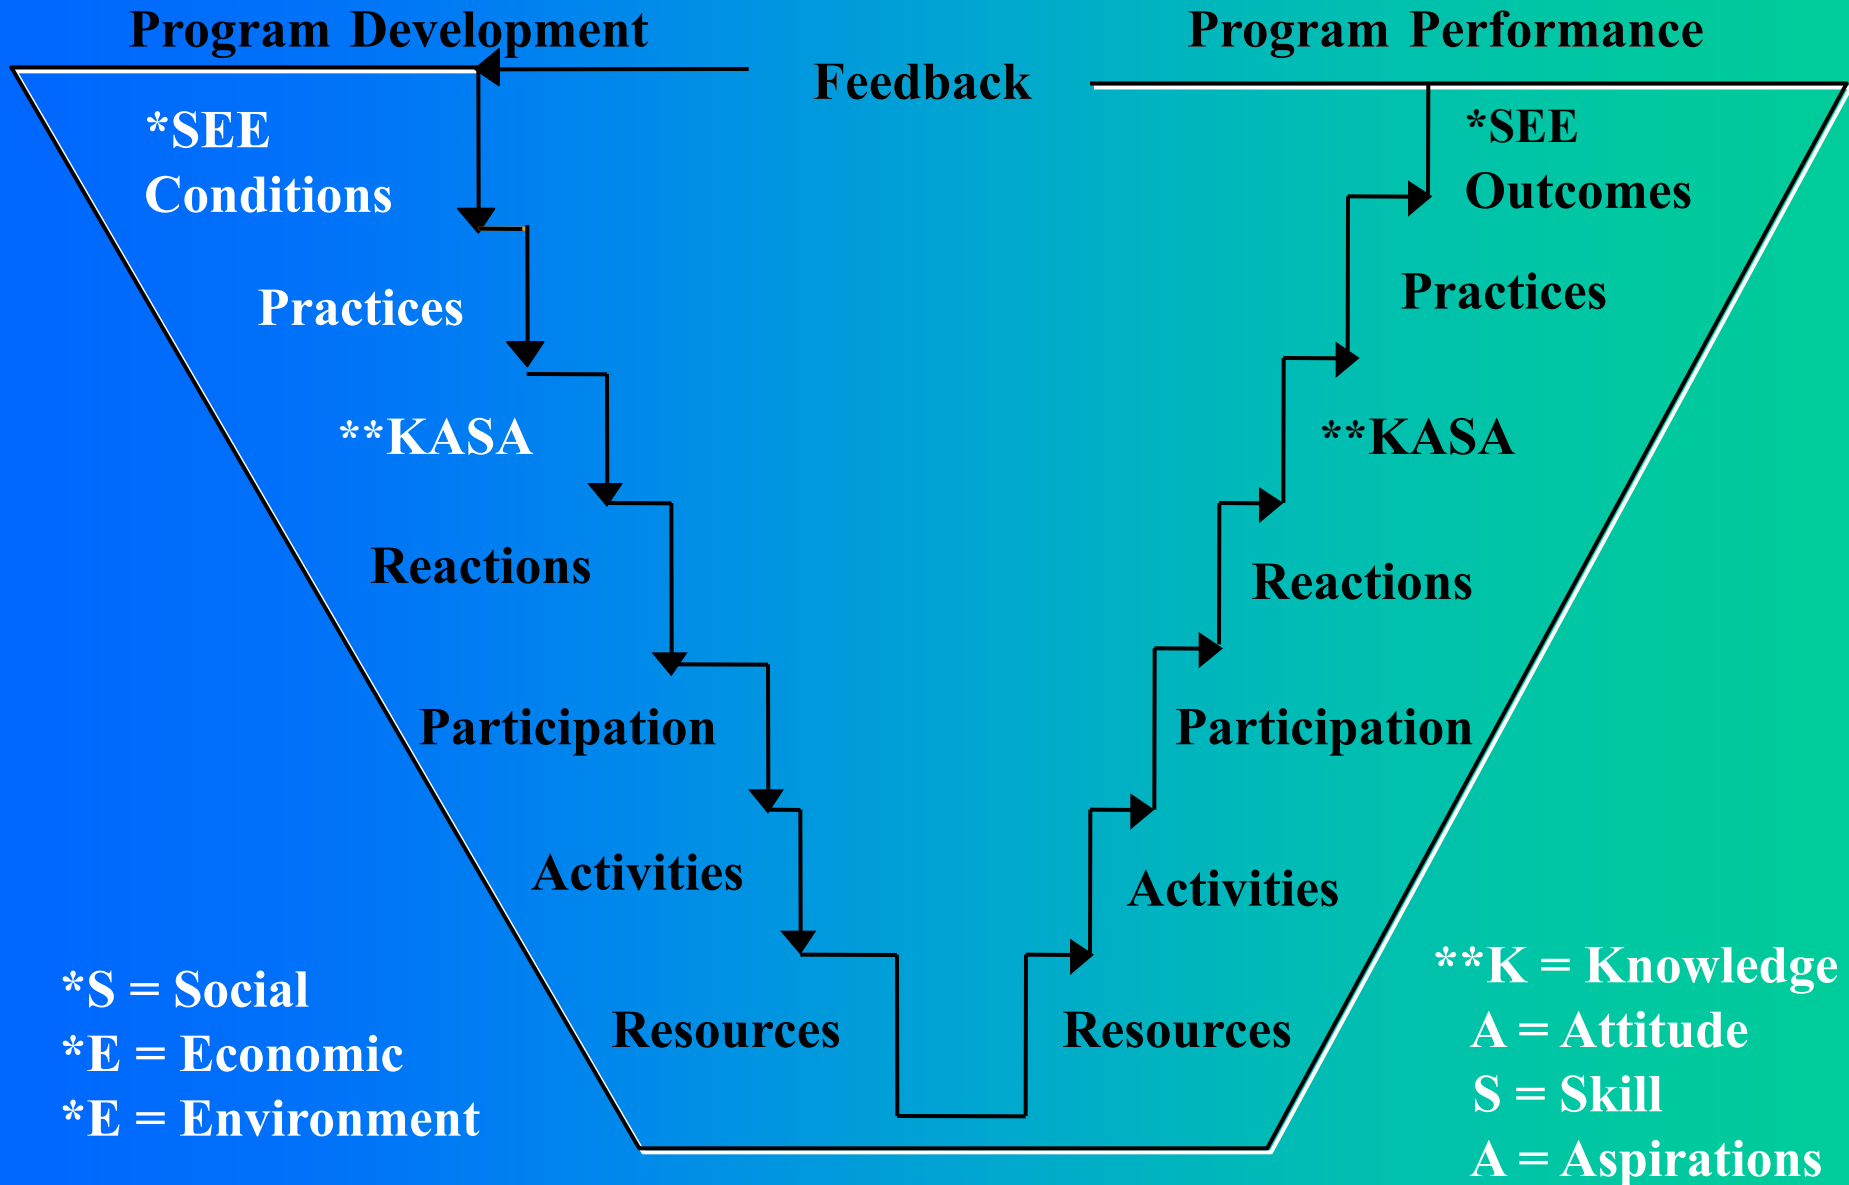 Program Development
Program Performance
Feedback
*SEE
Conditions
Practices
**KASA
Reactions
Participation
Activities
Resources
*SEE
Outcomes
Practices
**KASA
Reactions
Participation
Activities
Resources
*S = Social
*E = Economic
*E = Environment
**K = Knowledge
A = Attitude
S = Skill
A = Aspirations